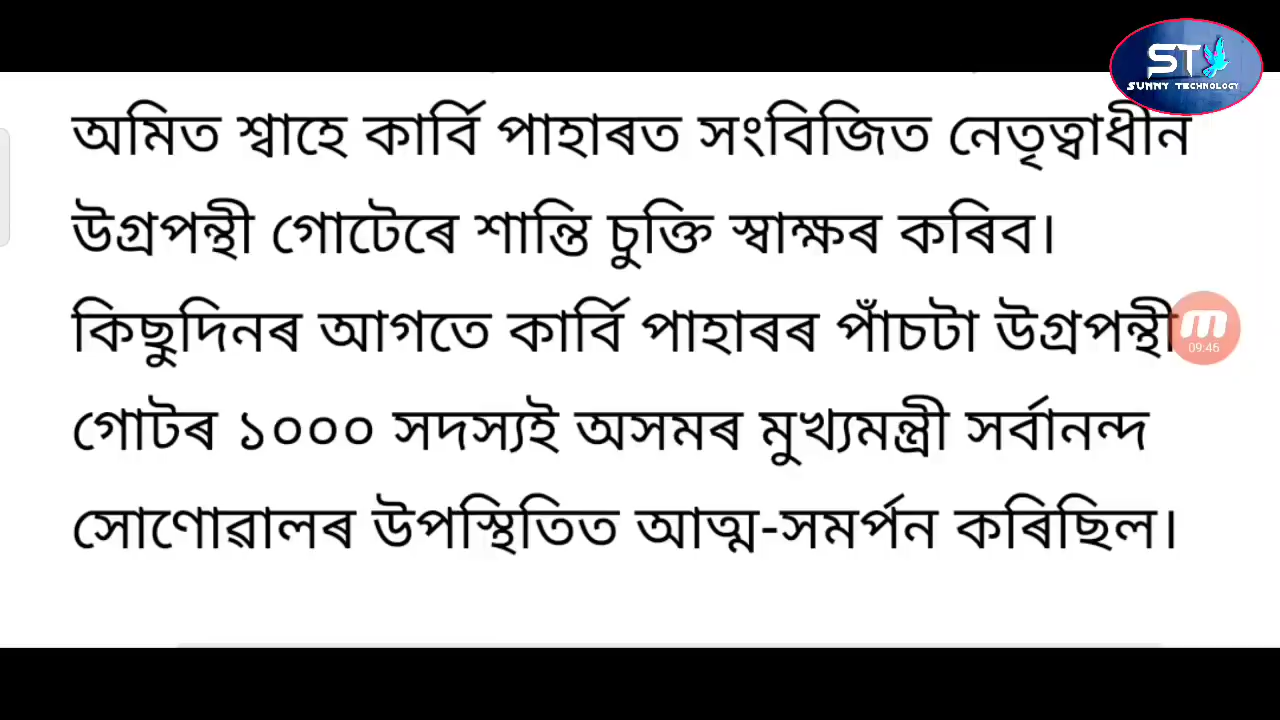 ST
SUNNY TECHNOLOGY
অমিত শ্বাহে কাৰ্বি পাহাৰত সংবিজিত নেতৃত্বাধীন
উগ্ৰপন্থী গোটেৰে শান্তি চুক্তি স্বাক্ষৰ কৰিব।
কিছুদিনৰ আগতে কাৰ্বি পাহাৰৰ পাঁচটা উগ্ৰপন্থী
গোটৰ ১০০০ সদস্যই অসমৰ মুখ্যমন্ত্ৰী সৰ্বানন্দ
সোণোৱালৰ উপস্থিতিত আত্ম-সমৰ্পন কৰিছিল।
09:46